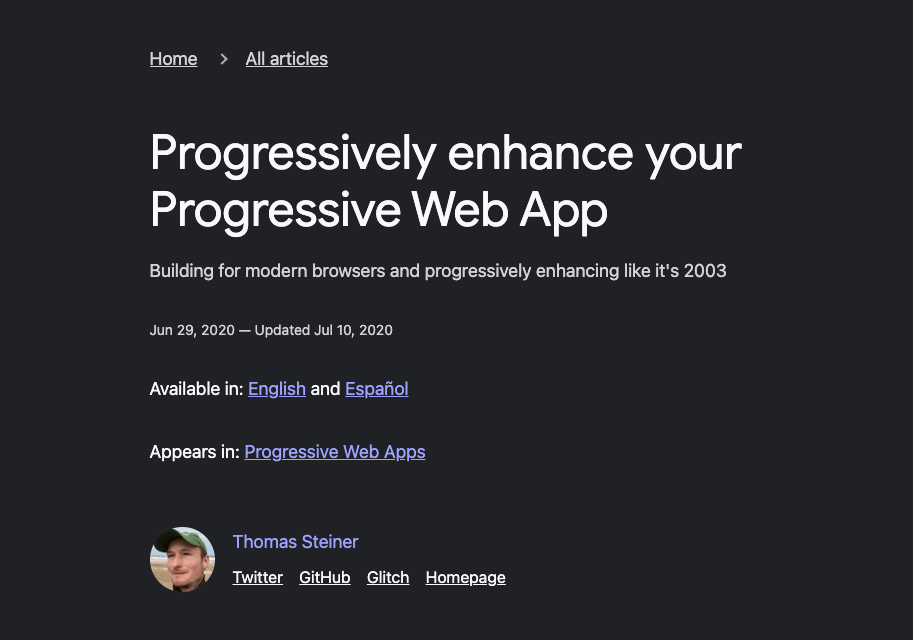 Home > All articles
Progressively enhance your
Progressive Web App
Building for modern browsers and progressively enhancing like it's 2003
Jun 29, 2020 — Updated Jul 10, 2020
Available in: English and Español
Appears in: Progressive Web Apps
Thomas Steiner
Twitter GitHub Glitch Homepage